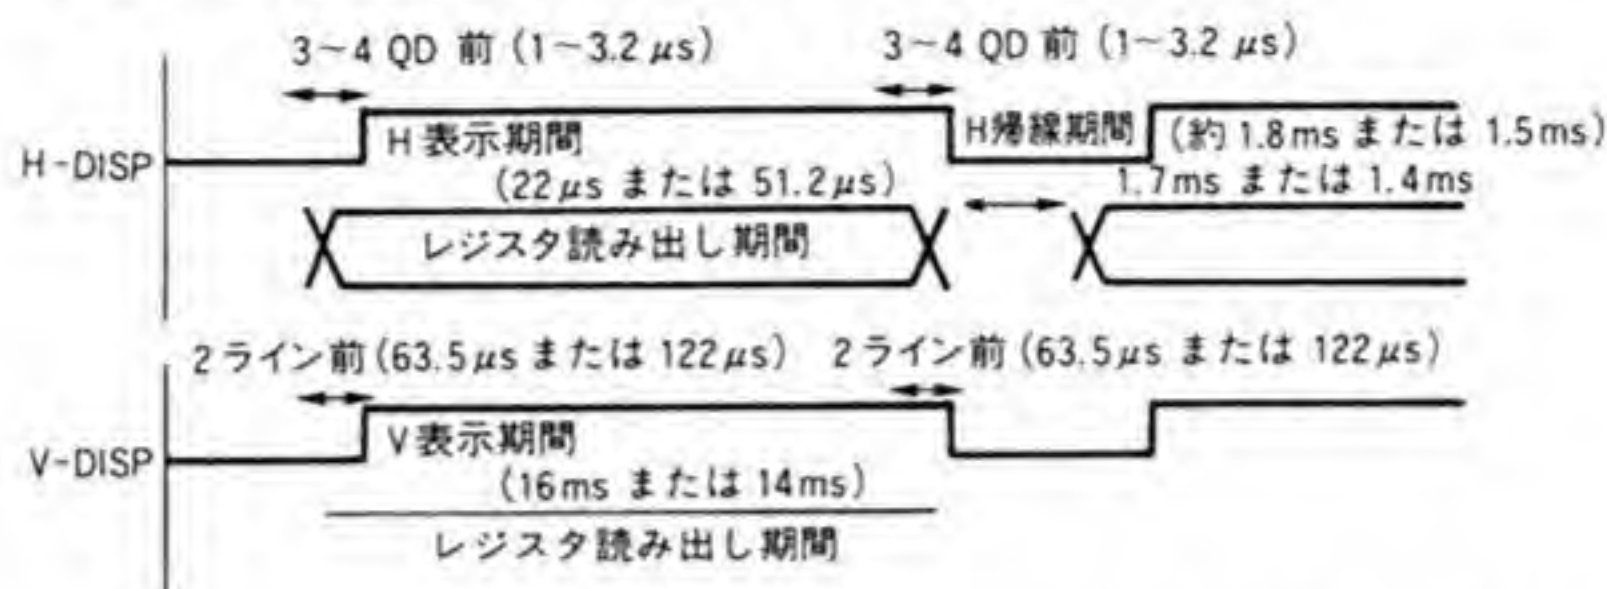 3~4 QD 前 (1~3.2 μs) 3~4 QD 前 (1~3.2 μs)
H-DISP
H 表示期間 H帰線期間 (約 1.8ms または 1.5ms)
(22μs または 51.2μs) 1.7ms または 1.4ms
レジスタ読み出し期間
2ライン前 (63.5μs または 122μs) 2ライン前 (63.5μs または 122μs)
V-DISP
V表示期間
(16ms または 14ms)
レジスタ読み出し期間